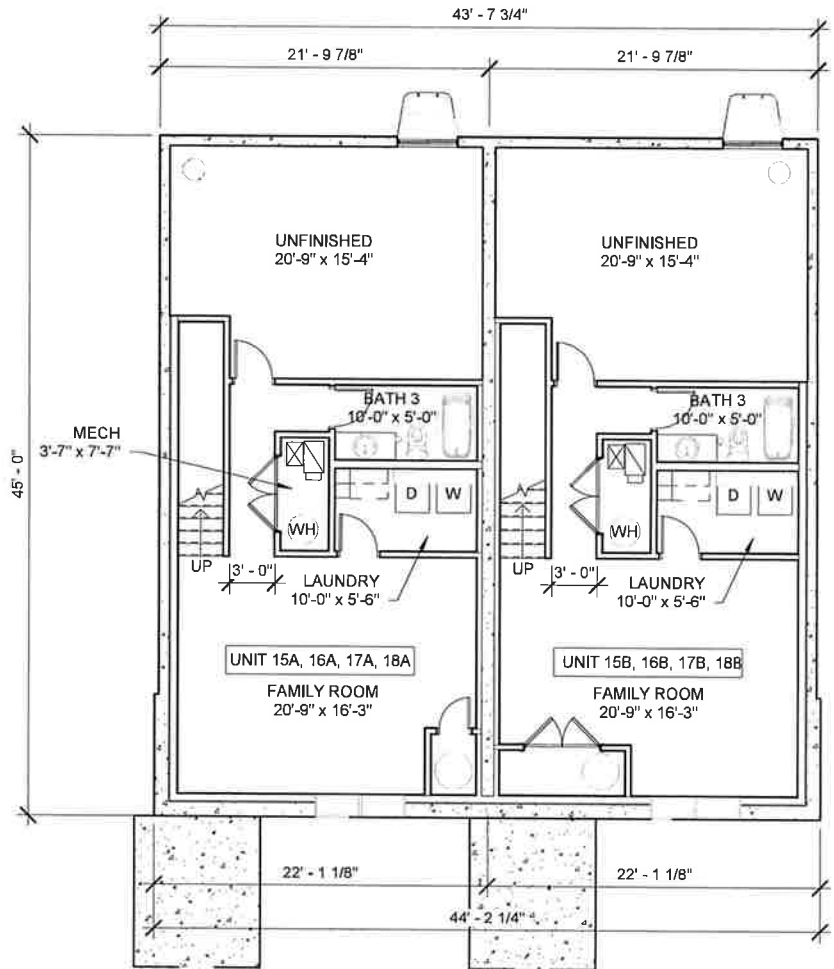 43' - 7 3/4"
21' - 9 7/8"
21' - 9 7/8"
UNFINISHED
20'-9" x 15'-4"
UNFINISHED
20'-9" x 15'-4"
45' - 0"
MECH
3'-7" x 7'-7"
BATH 3
10'-0" x 5'-0"
BATH 3
10'-0" x 5'-0"
D
W
D
W
WH
WH
UP
3' - 0"
UP
3' - 0"
LAUNDRY
10'-0" x 5'-6"
LAUNDRY
10'-0" x 5'-6"
UNIT 15A, 16A, 17A, 18A
UNIT 15B, 16B, 17B, 18B
FAMILY ROOM
20'-9" x 16'-3"
FAMILY ROOM
20'-9" x 16'-3"
22' - 1 1/8"
22' - 1 1/8"
44' - 2 1/4"